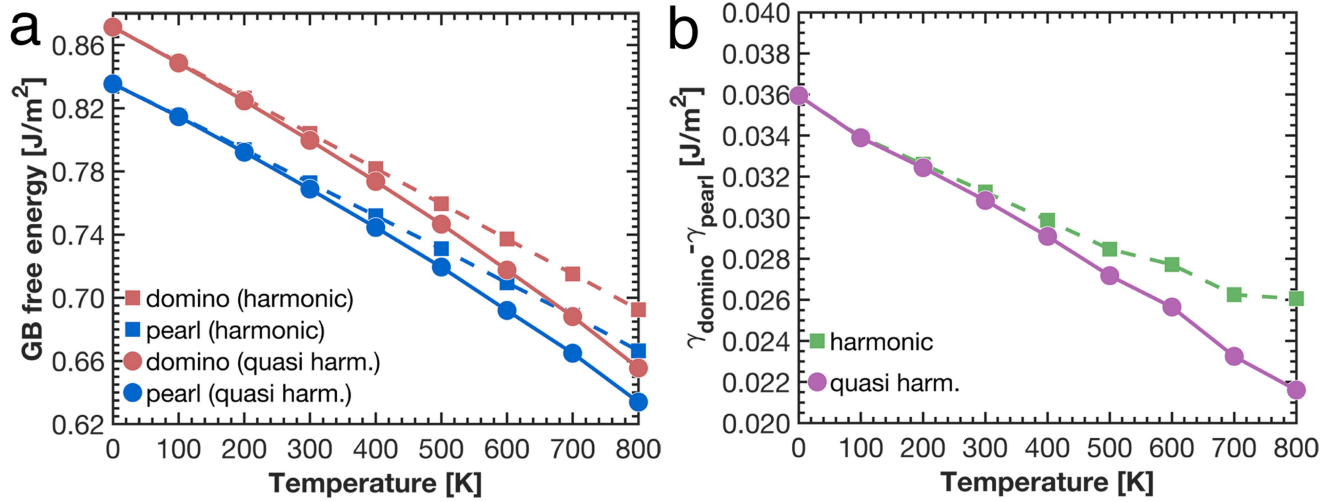 a
GB free energy [J/m²]
0.86
0.82
0.78
0.74
0.70
0.66
0.62
domino (harmonic)
pearl (harmonic)
domino (quasi harm.)
pearl (quasi harm.)
0 100 200 300 400 500 600 700 800
Temperature [K]
b
γdomino-γpearl [J/m²]
0.040
0.038
0.036
0.034
0.032
0.030
0.028
0.026
0.024
0.022
0.020
harmonic
quasi harm.
0 100 200 300 400 500 600 700 800
Temperature [K]